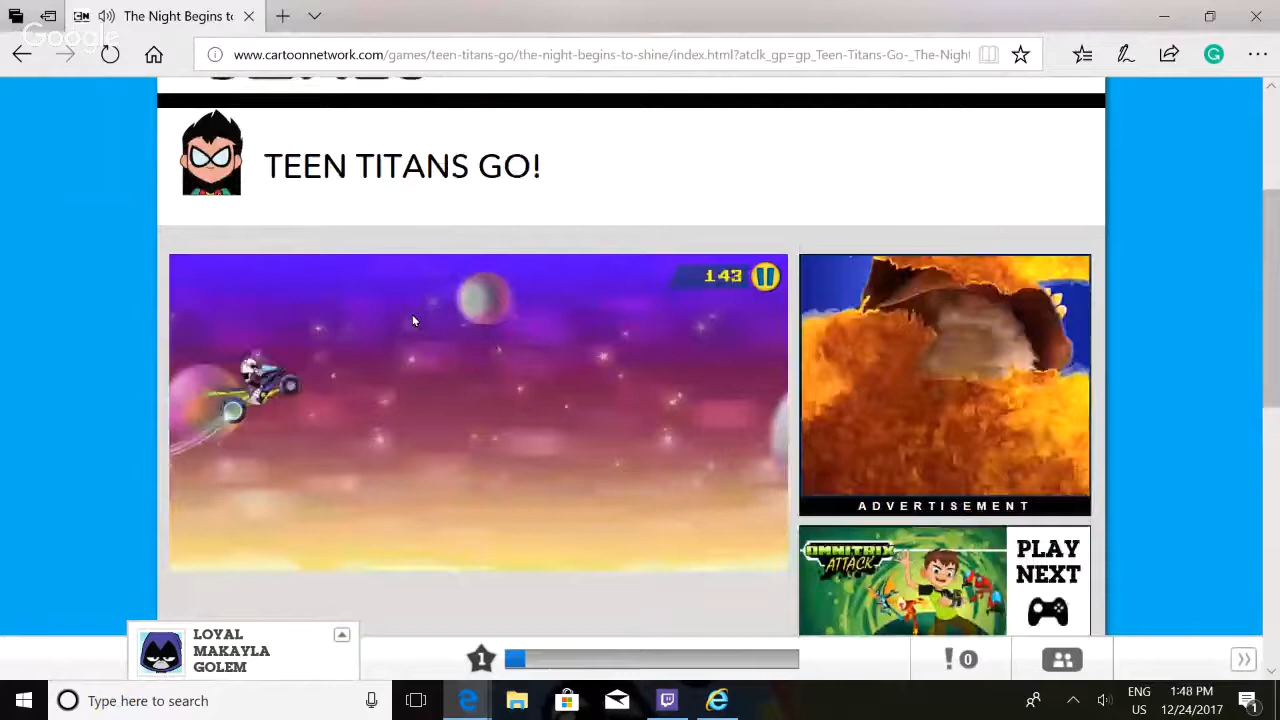 The Night Begins to
Google
www.cartoonnetwork.com/games/teen-titans-go/the-night-begins-to-shine/index.html?atclk_gp=gp_Teen-Titans-Go-_The-Night
TEEN TITANS GO!
143
ADVERTISEMENT
OMNITRIX
ATTACK
PLAY
NEXT
LOYAL
MAKAYLA
GOLEM
1
!0
Type here to search
ENG
US
1:48 PM
12/24/2017
1